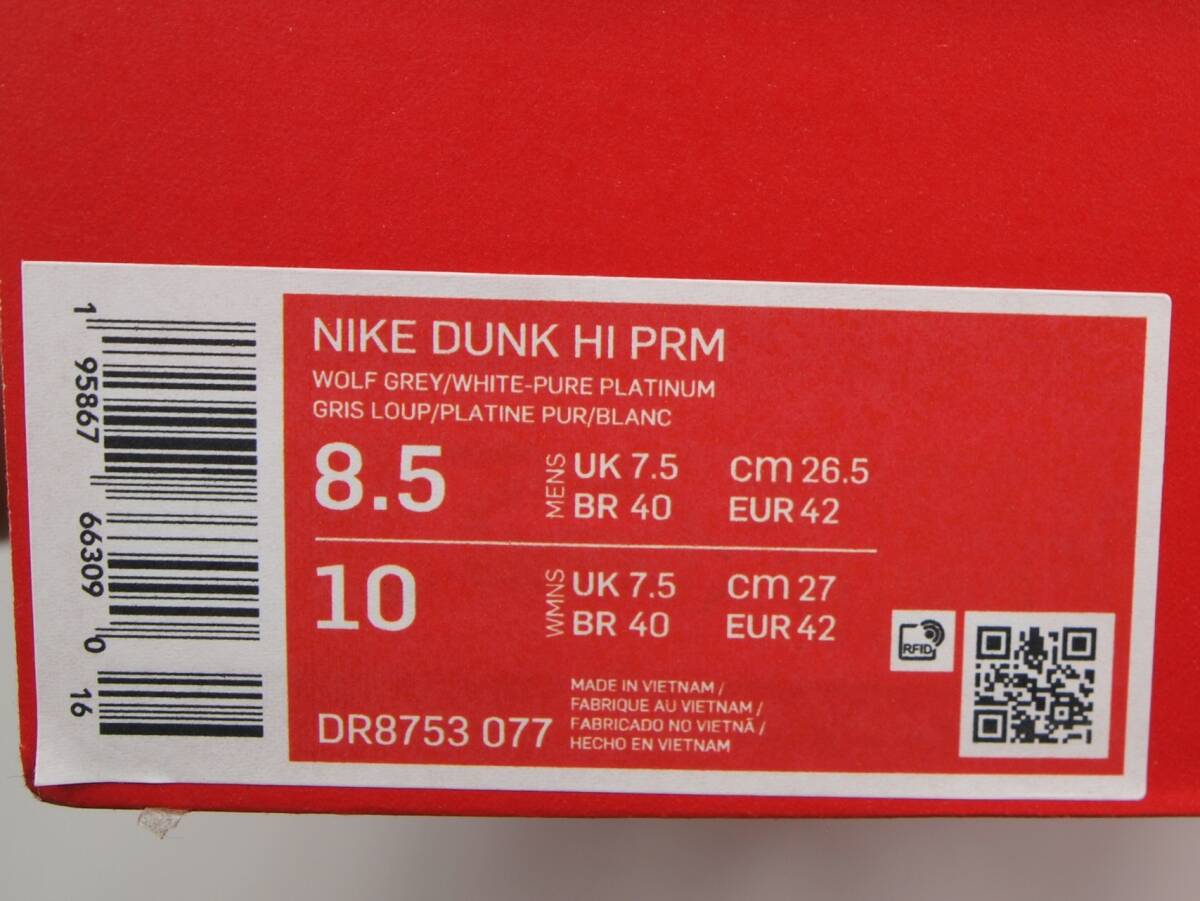 NIKE DUNK HI PRM
WOLF GREY/WHITE-PURE PLATINUM
GRIS LOUP/PLATINE PUR/BLANC
8.5 MENS UK 7.5 cm 26.5
BR 40 EUR 42
10 WMNS UK 7.5 cm 27
BR 40 EUR 42
RFID
DR8753 077
MADE IN VIETNAM /
FABRIQUE AU VIETNAM /
FABRICADO NO VIETNÃ /
HECHO EN VIETNAM
1 95867 66309 0 16